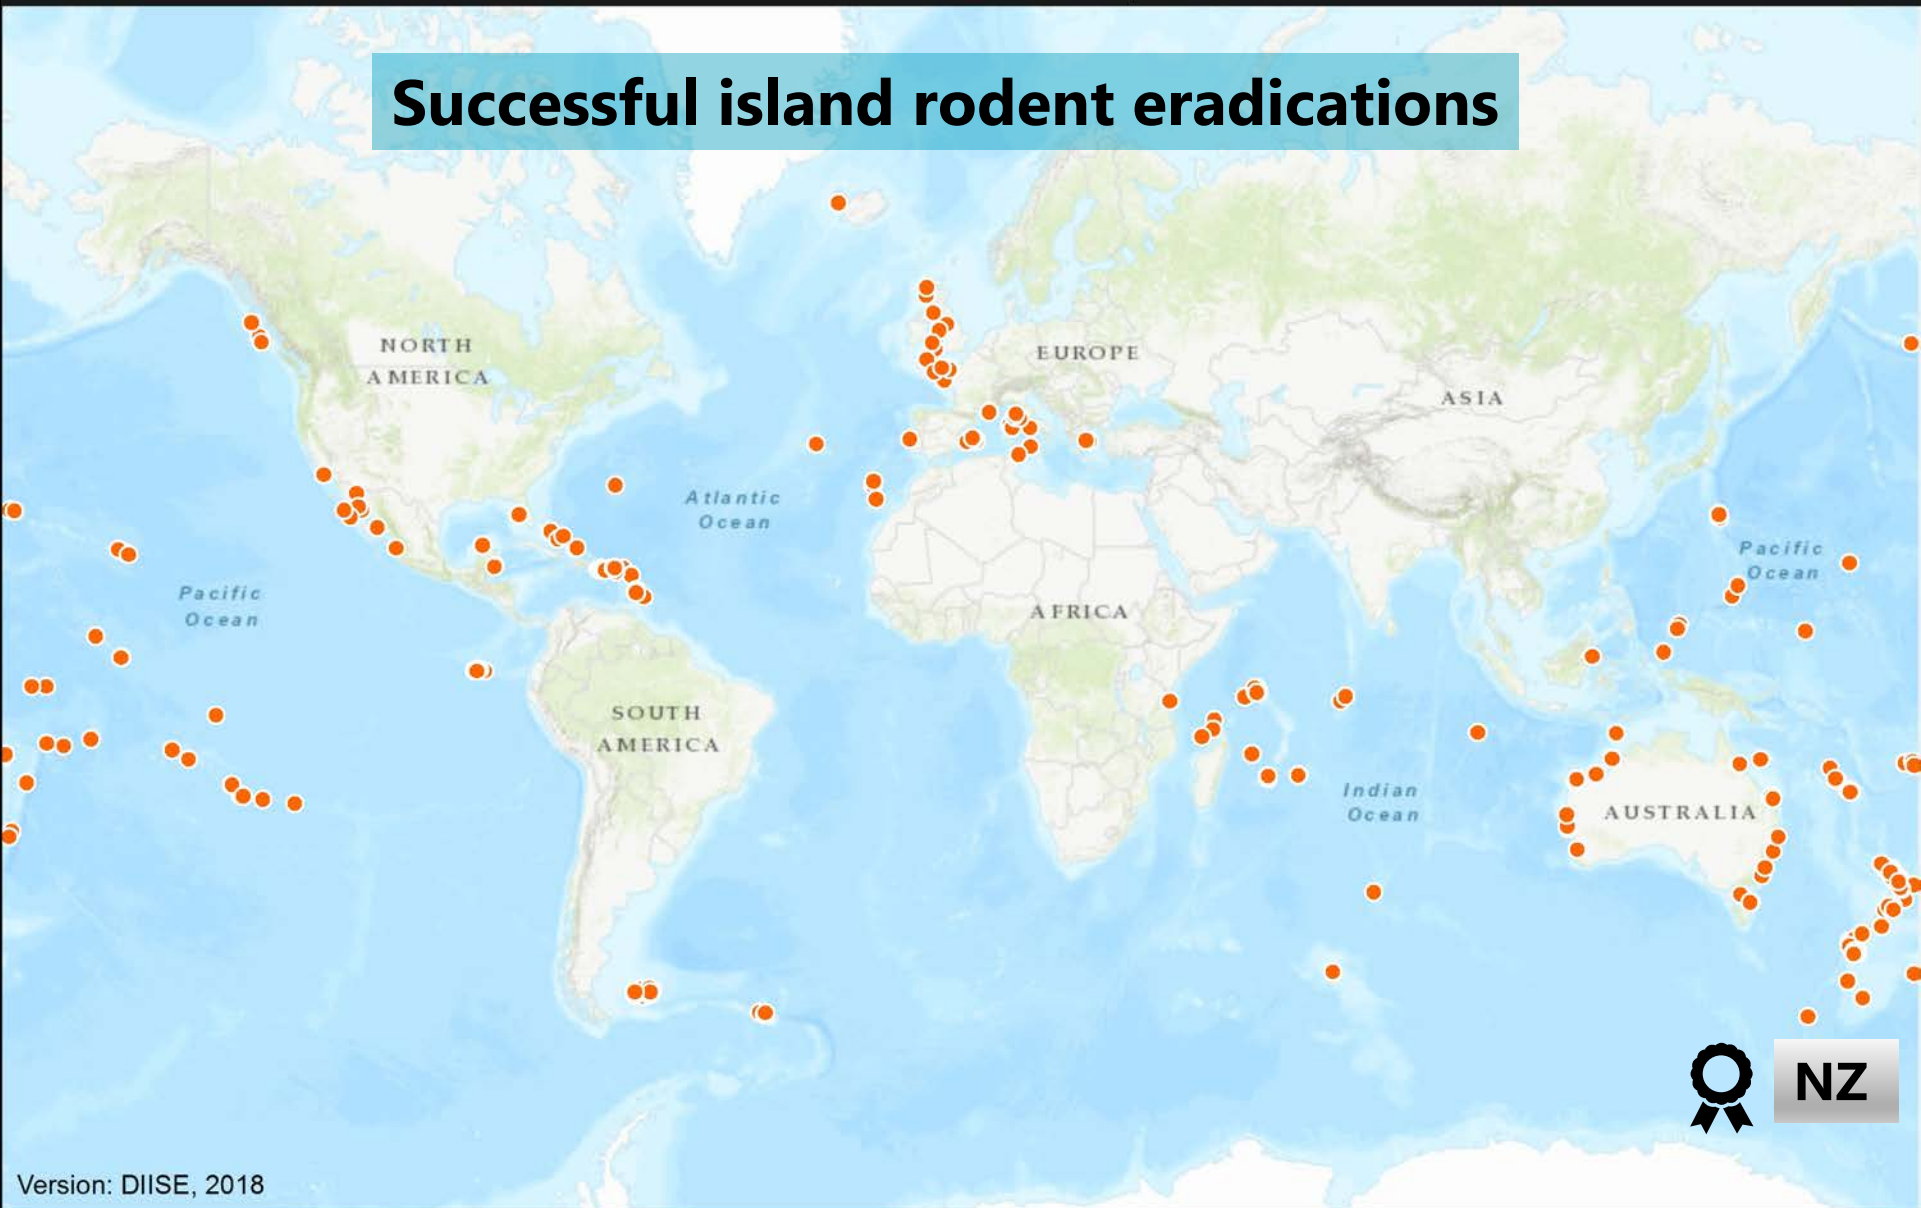 Successful island rodent eradications
NORTH
AMERICA
EUROPE
ASIA
Atlantic
Ocean
Pacific
Ocean
Pacific
Ocean
AFRICA
SOUTH
AMERICA
Indian
Ocean
AUSTRALIA
NZ
Version: DIISE, 2018